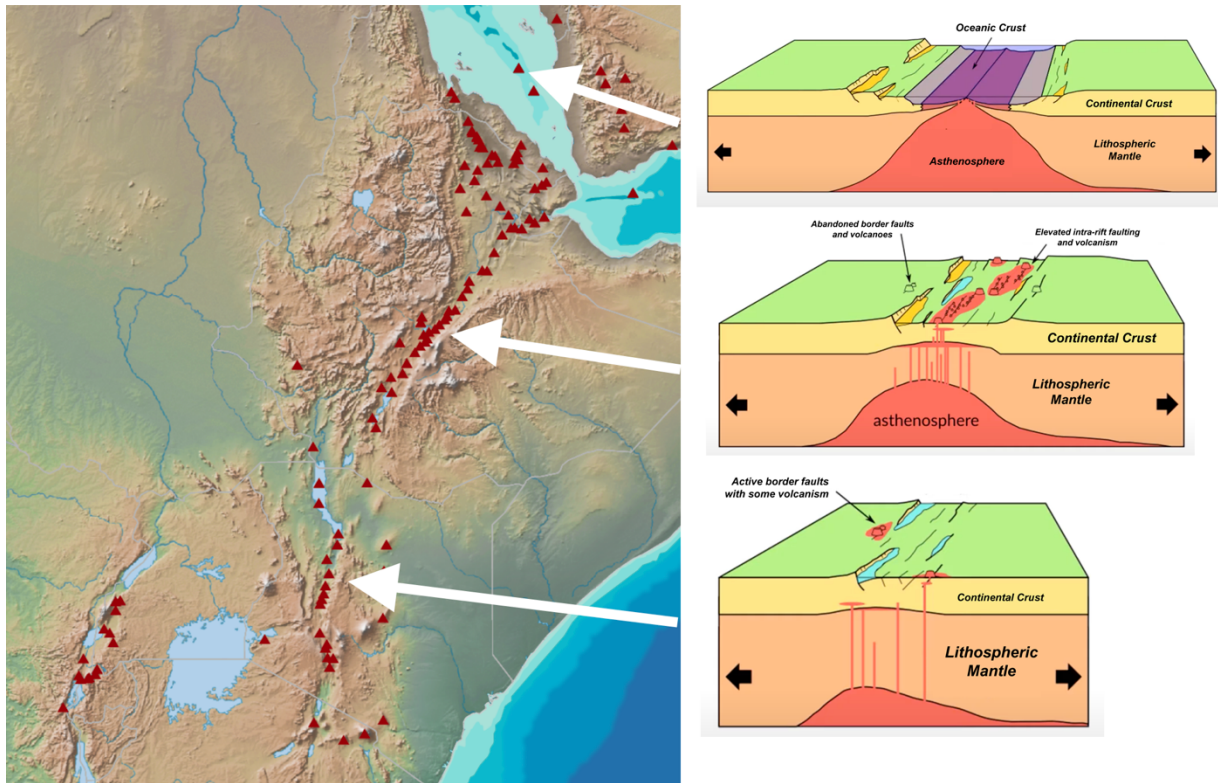 Oceanic Crust
Continental Crust
Lithospheric
Mantle
Asthenosphere
Abandoned border faults
and volcanoes
Elevated intra-rift faulting
and volcanism
Continental Crust
Lithospheric
Mantle
asthenosphere
Active border faults
with some volcanism
Continental Crust
Lithospheric
Mantle